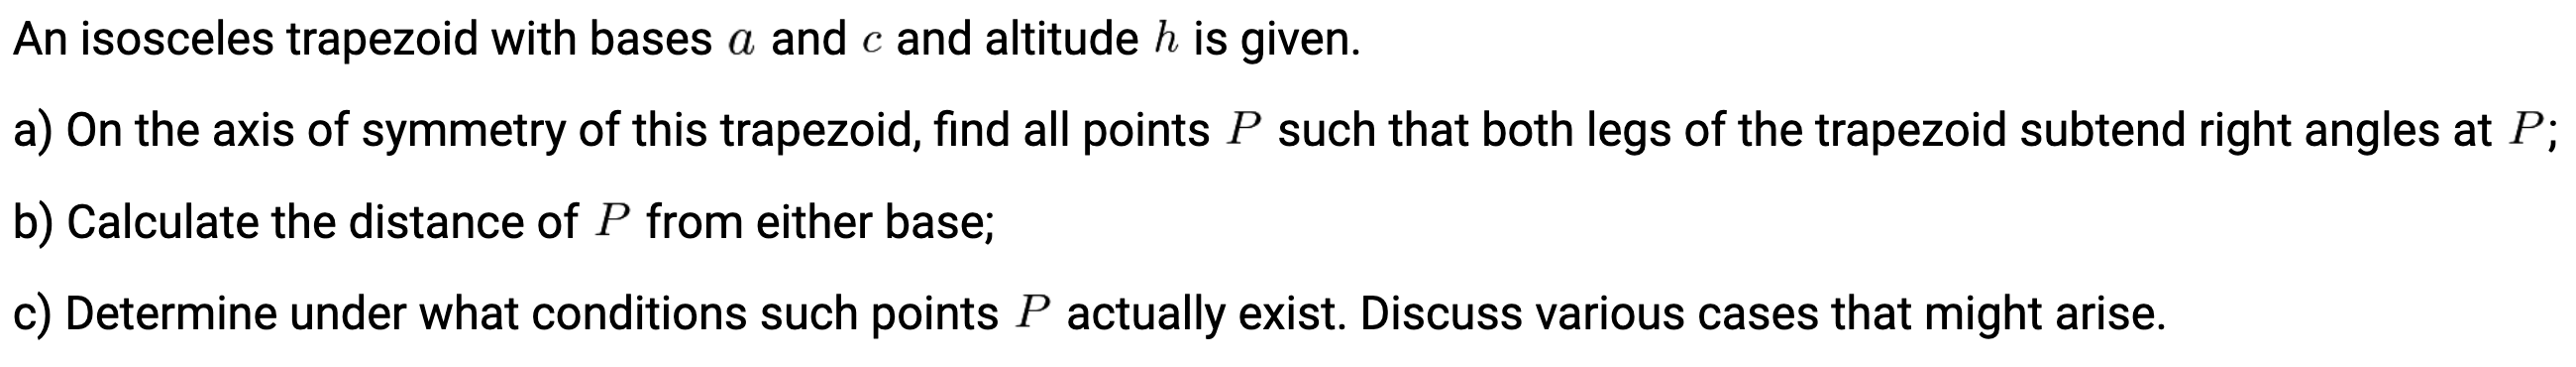 An isosceles trapezoid with bases a and c and altitude h is given.
a) On the axis of symmetry of this trapezoid, find all points P such that both legs of the trapezoid subtend right angles at P;
b) Calculate the distance of P from either base;
c) Determine under what conditions such points P actually exist. Discuss various cases that might arise.